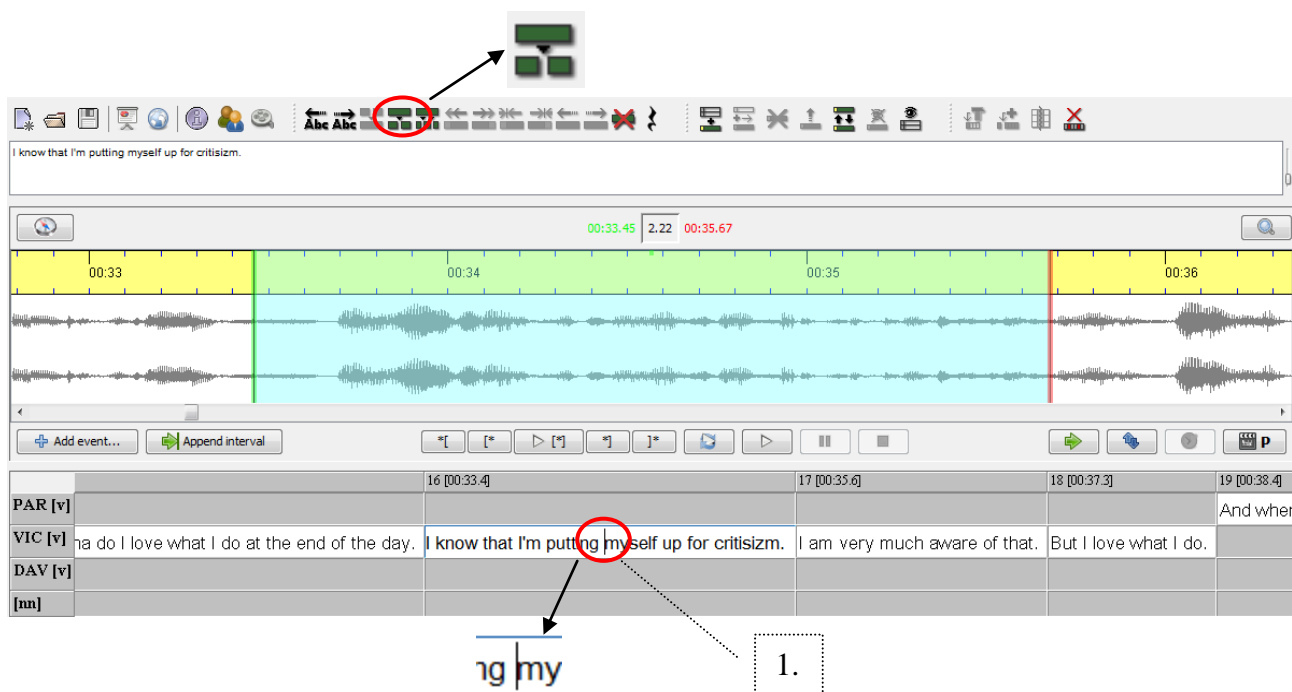 Abc Abc
I know that I'm putting myself up for critisizm.
00:33.45 2.22 00:35.67
00:33 00:34 00:35 00:36
Add event... Append interval *[ [* [*] *] ]* p
16 [00:33.4] 17 [00:35.6] 18 [00:37.3] 19 [00:38.4]
PAR [v] And wher
VIC [v] na do I love what I do at the end of the day. I know that I'm putting myself up for critisizm. I am very much aware of that. But I love what I do.
DAV [v]
[nn]
ng my 1.